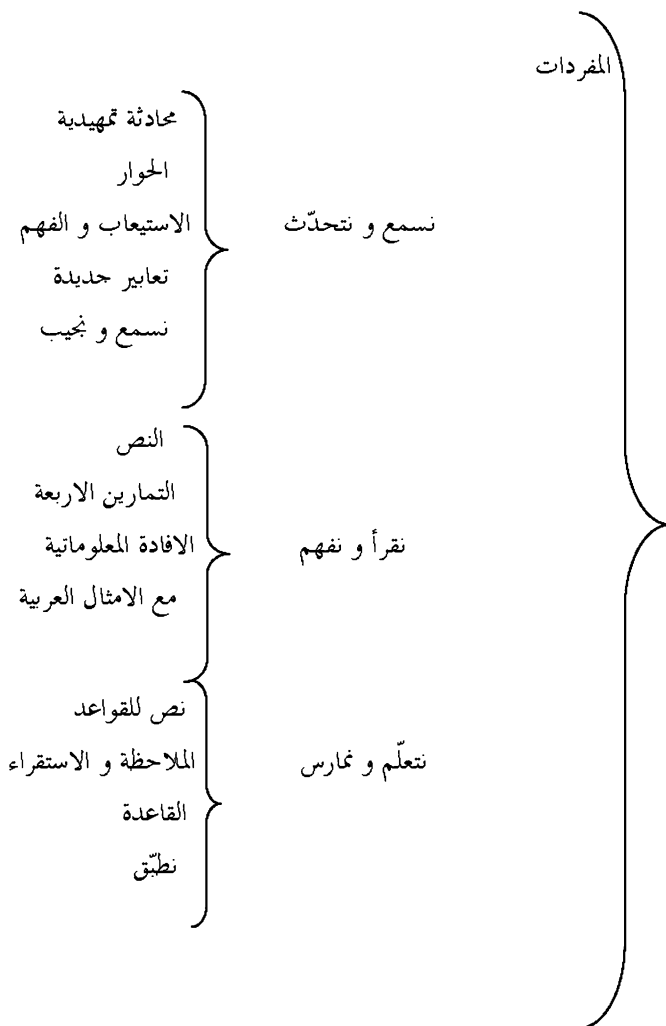 المفردات
نسمع و نتحدّث
محادثة تمهيدية
الحوار
الاستيعاب و الفهم
تعابير حديدة
نسمع و نجيب
نقرأ و نفهم
النص
التمارين الاربعة
الافادة المعلوماتية
مع الامثال العربية
نتعلّم و نمارس
نص للقواعد
الملاحظة و الاستقراء
القاعدة
نطبّق